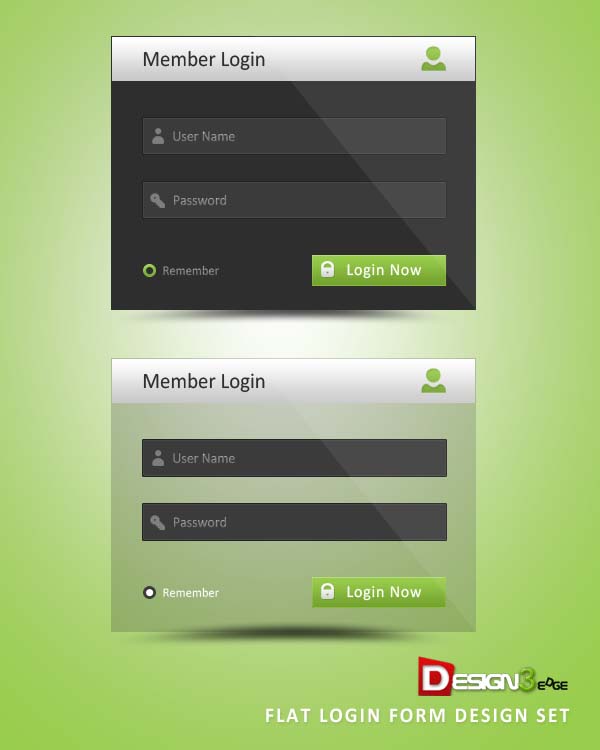 Member Login
User Name
Password
Remember
Login Now
Member Login
User Name
Password
Remember
Login Now
DESIGN3EDGE
FLAT LOGIN FORM DESIGN SET